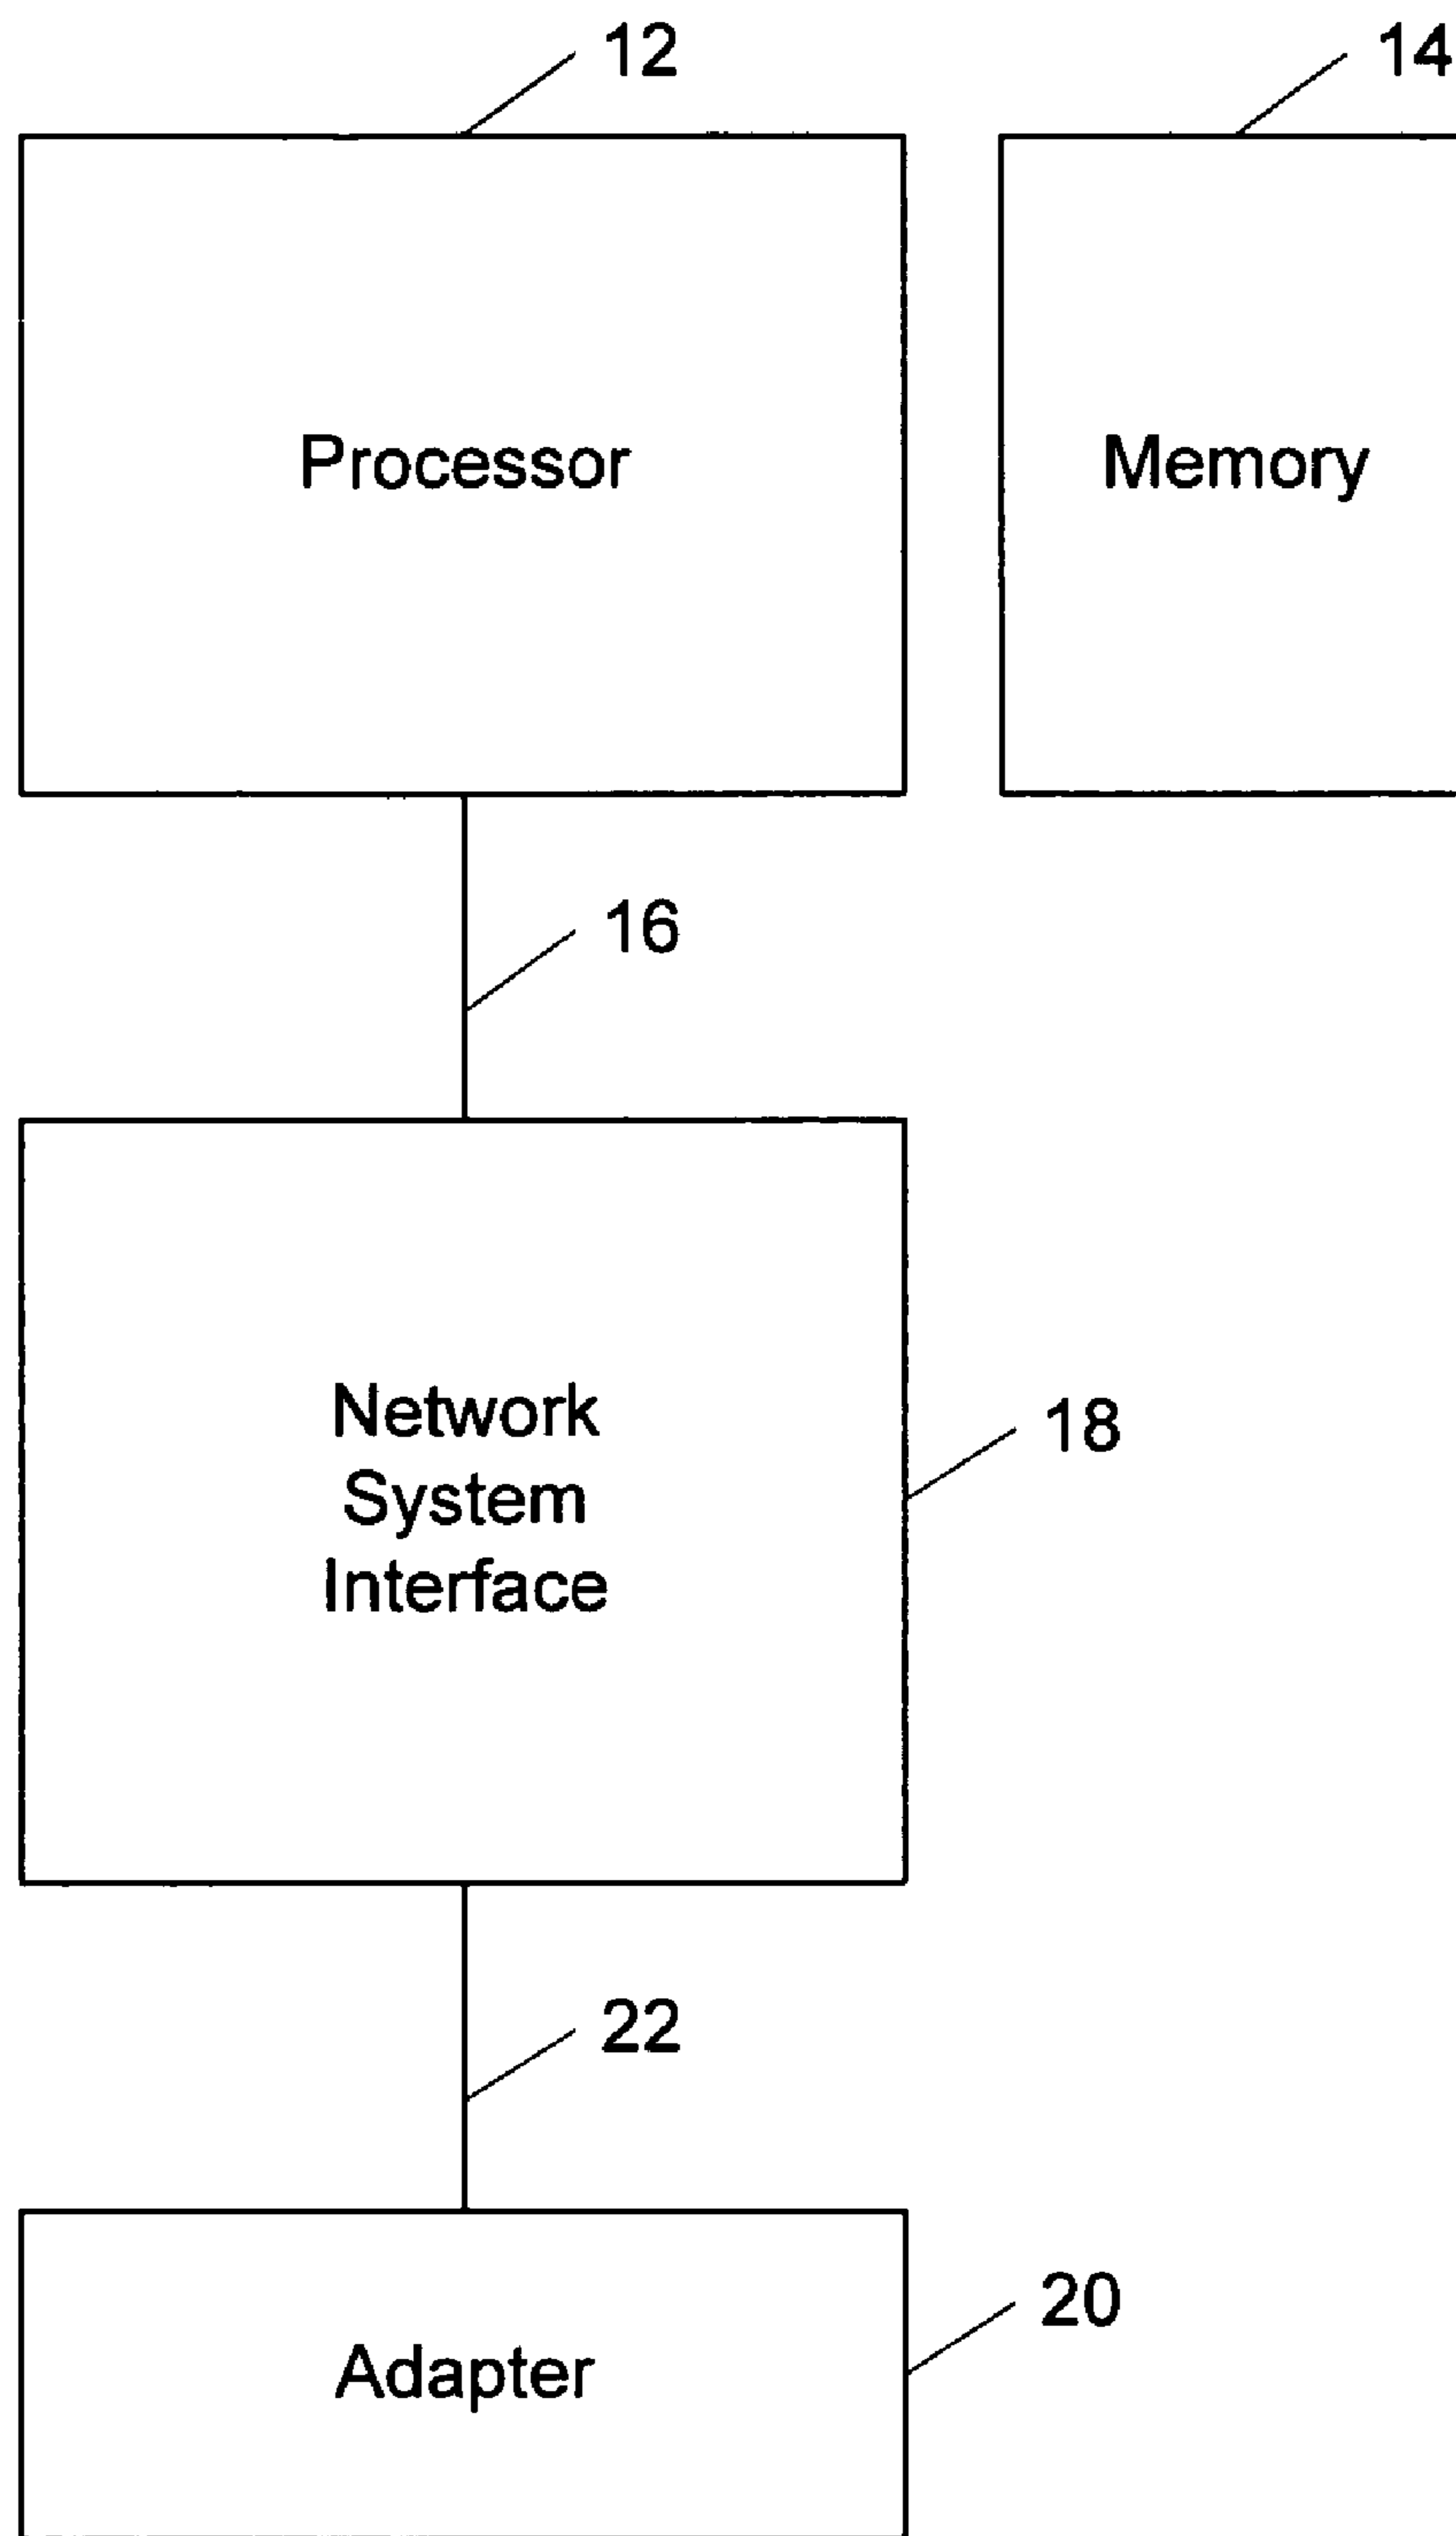 12
14
Processor
Memory
16
Network
System
Interface
18
22
20
Adapter